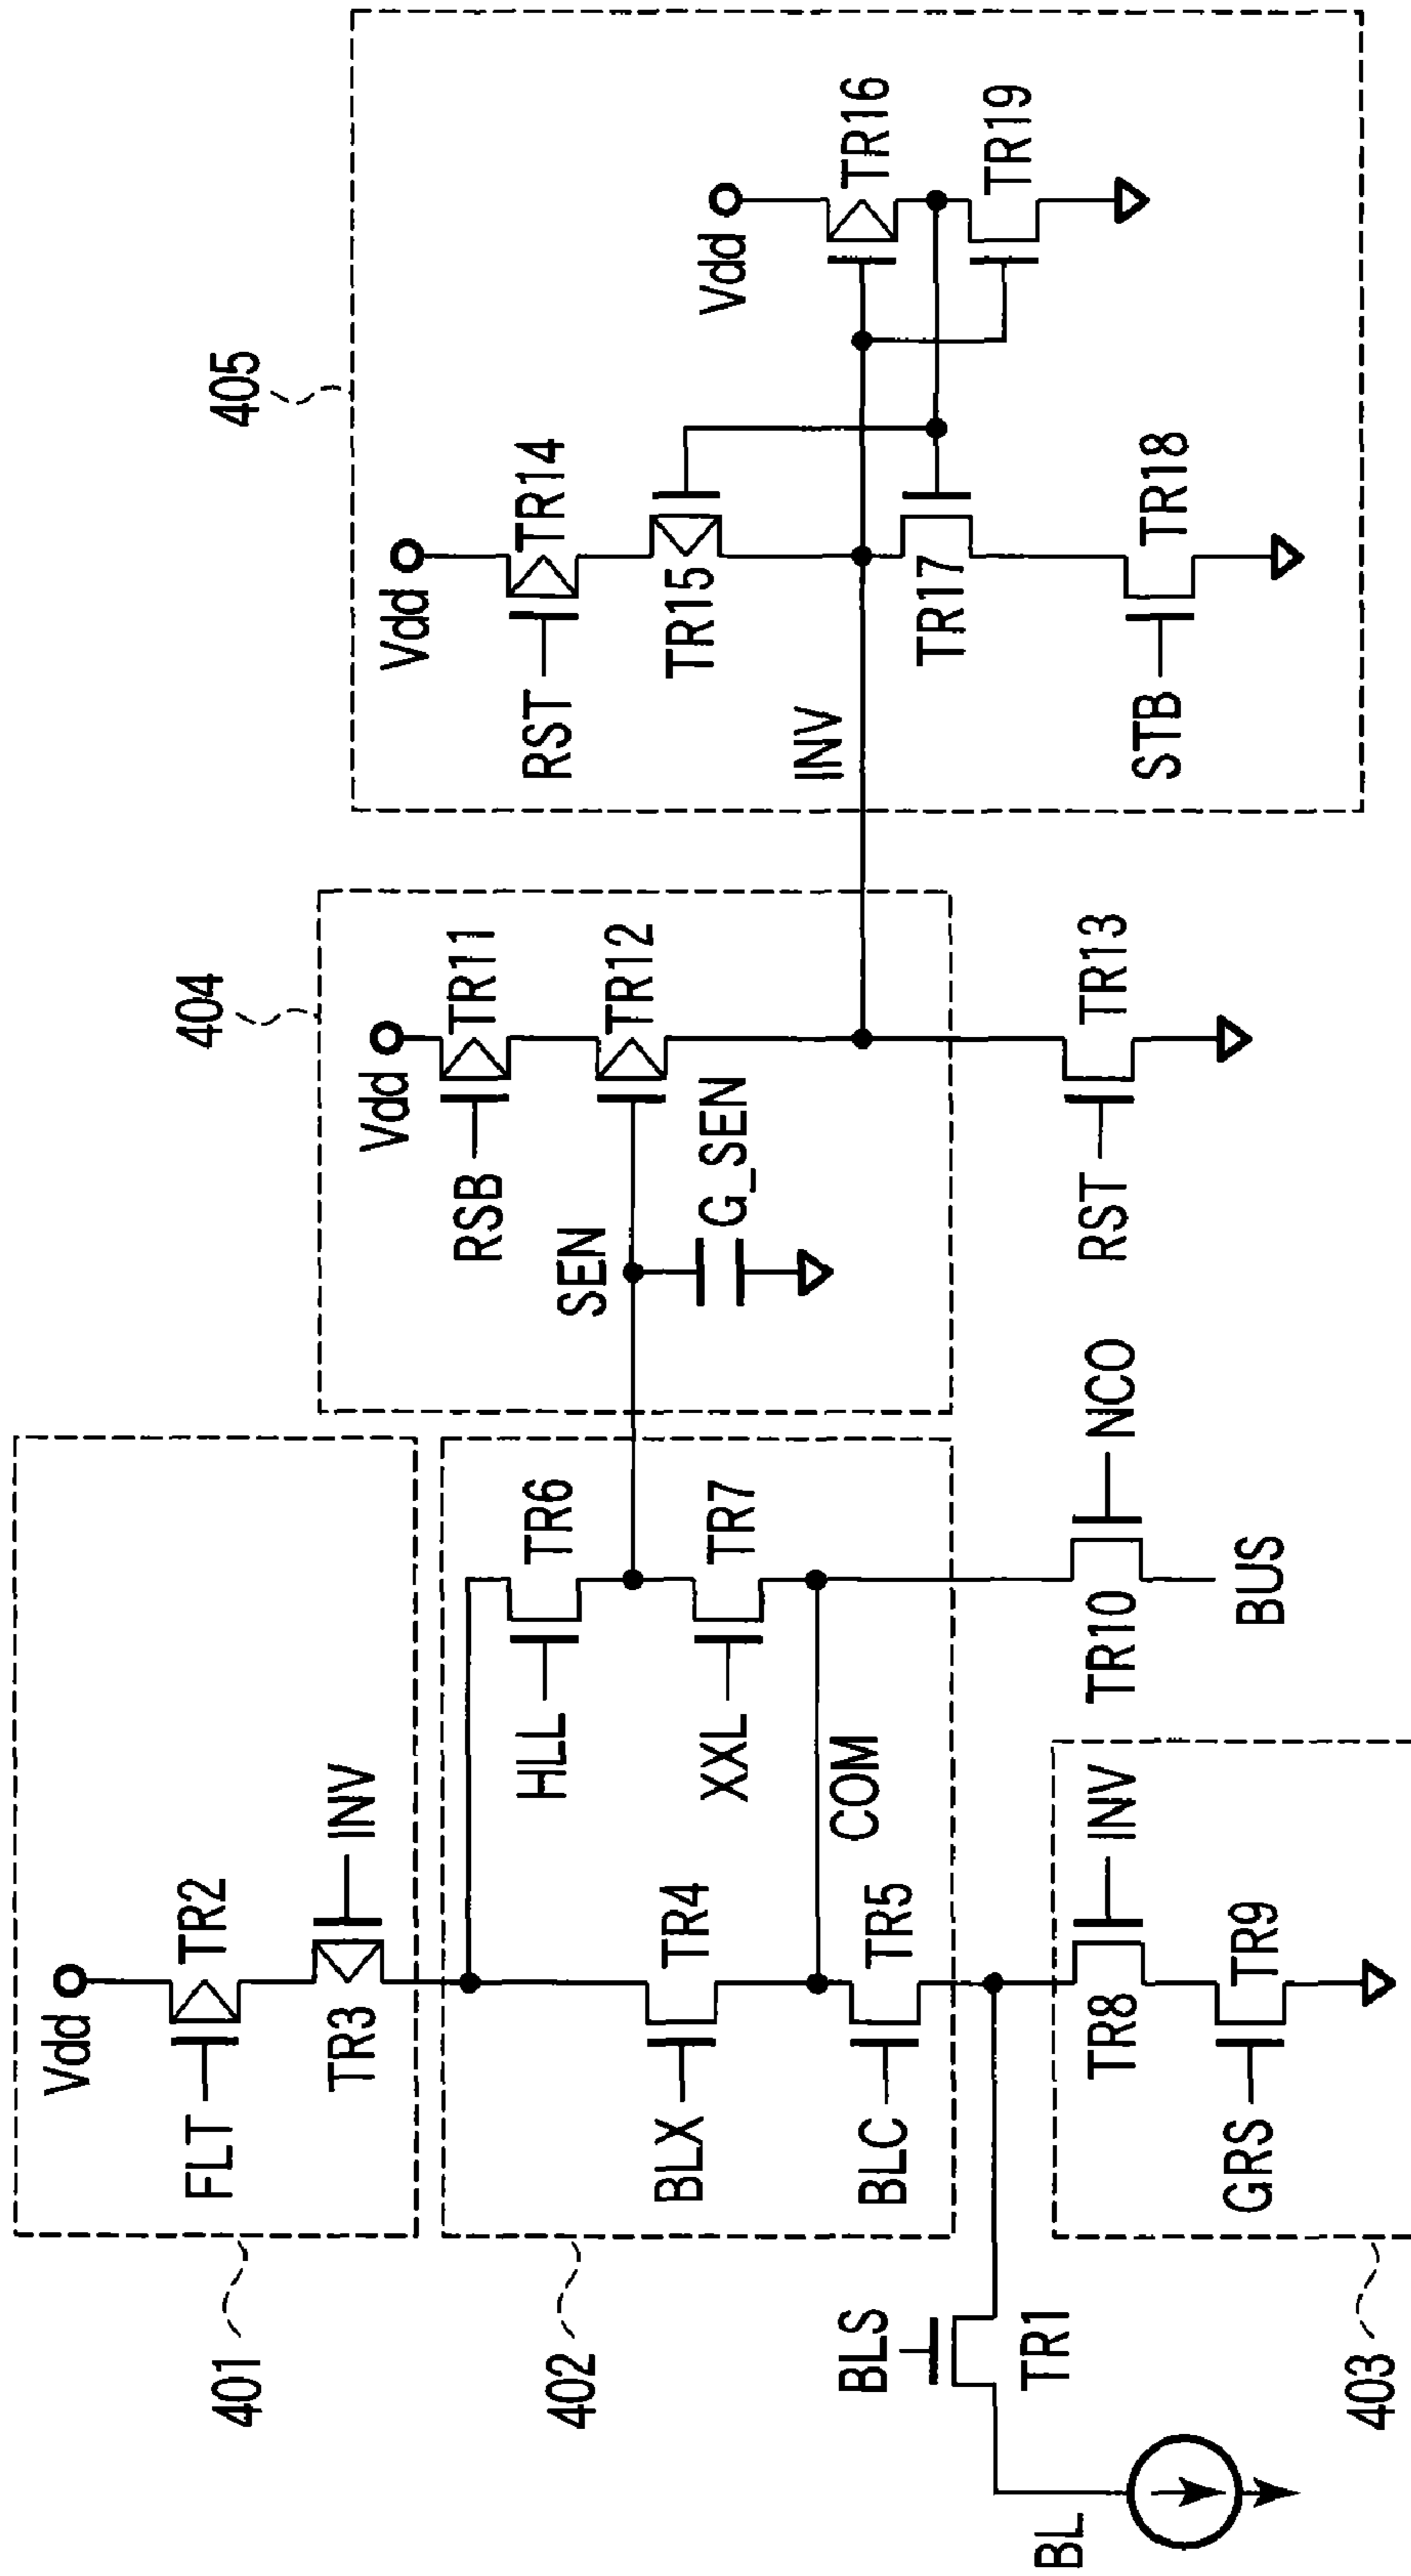 401
Vdd
FLT
TR2
TR3
INV
402
BLX
TR4
HLL
TR6
XXL
TR7
BLC
TR5
COM
BL
BLS
TR1
403
INV
TR8
GRS
TR9
TR10
NCO
BUS
404
Vdd
RSB
TR11
SEN
TR12
G_SEN
RST
TR13
405
Vdd
RST
TR14
TR15
INV
TR17
STB
TR18
Vdd
TR16
TR19